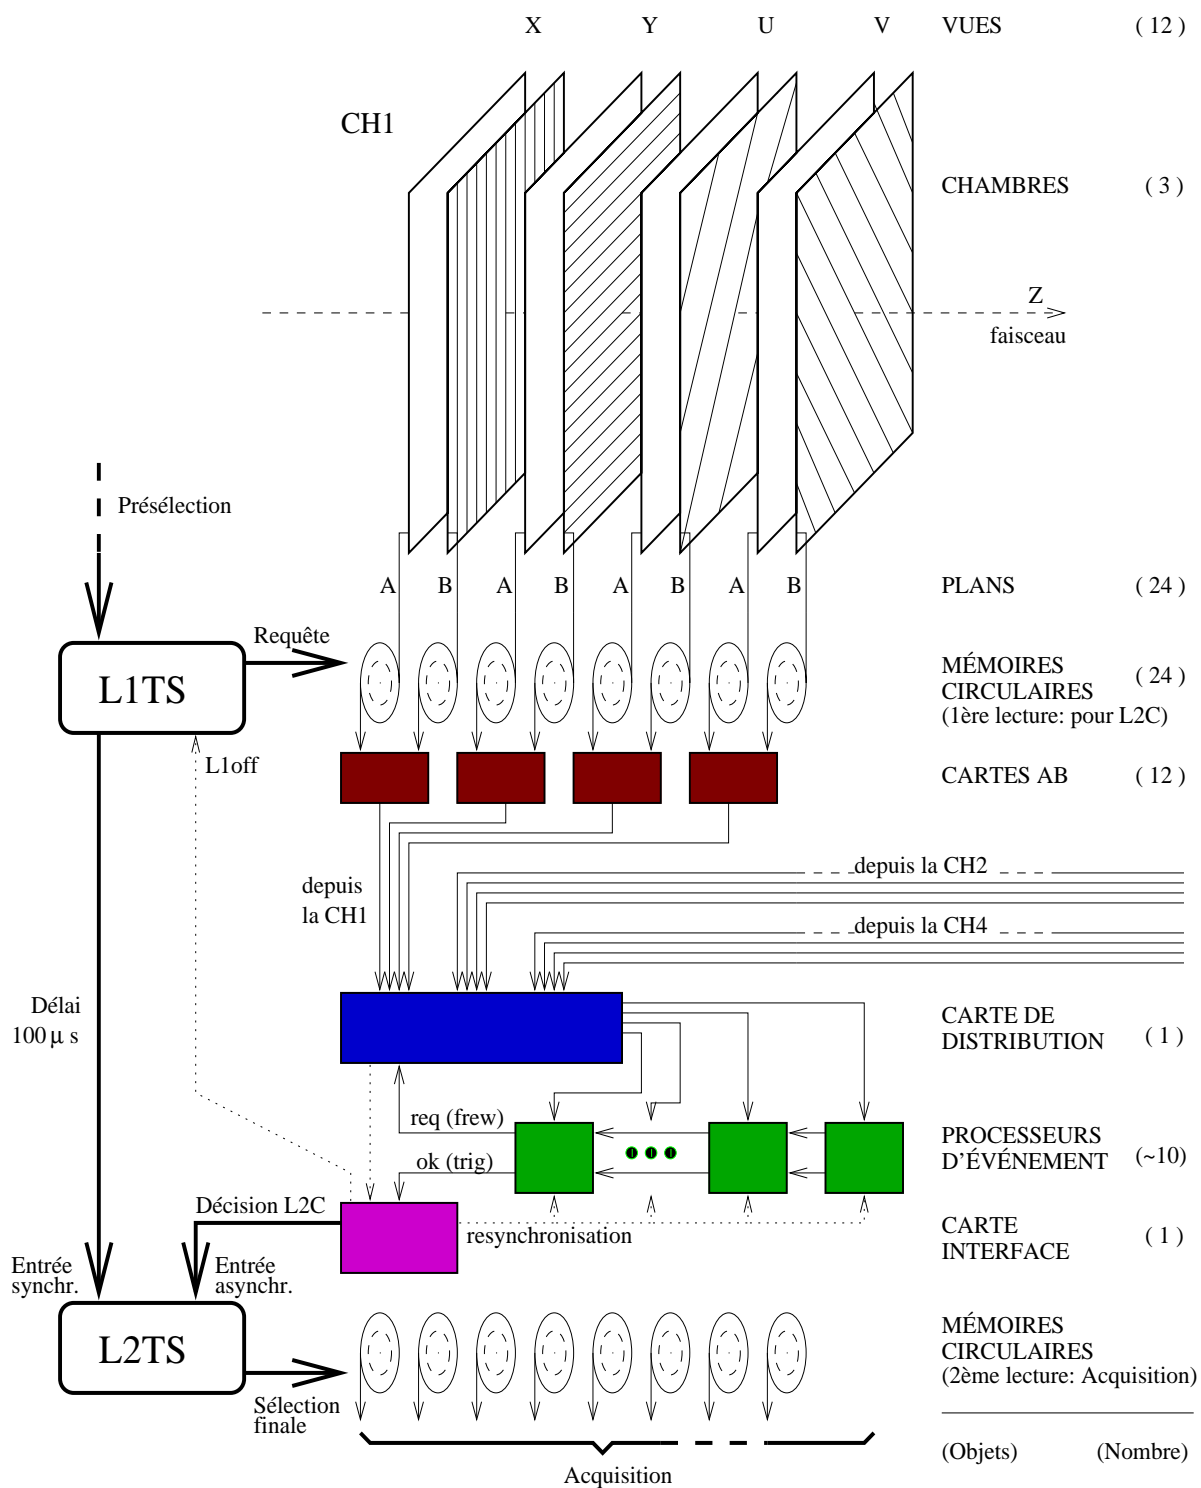 X Y U V VUES ( 12 )
CH1
CHAMBRES ( 3 )
Z
faisceau
Présélection
A B A B A B A B PLANS ( 24 )
Requête
L1TS
MÉMOIRES
CIRCULAIRES ( 24 )
(1ère lecture: pour L2C)
L1off
CARTES AB ( 12 )
depuis la CH2
depuis
la CH1
depuis la CH4
Délai
100 µ s
CARTE DE
DISTRIBUTION ( 1 )
req (frew)
PROCESSEURS
D'ÉVÉNEMENT (~10)
ok (trig)
Décision L2C
resynchronisation
CARTE
INTERFACE ( 1 )
Entrée
synchr.
Entrée
asynchr.
L2TS
MÉMOIRES
CIRCULAIRES
(2ème lecture: Acquisition)
Sélection
finale
(Objets) (Nombre)
Acquisition